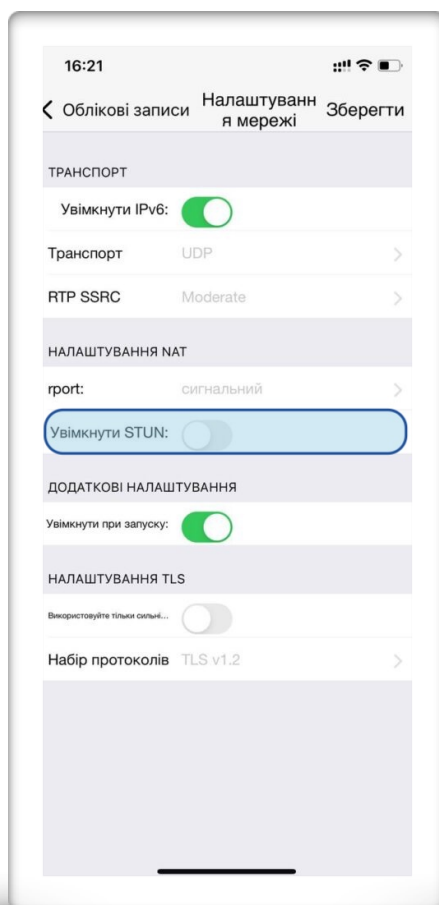 16:21
Облікові записи
Налаштуванн
я мережі
Зберегти
ТРАНСПОРТ
Увімкнути IPv6:
Транспорт UDP
RTP SSRC Moderate
НАЛАШТУВАННЯ NAT
rport: сигнальний
Увімкнути STUN:
ДОДАТКОВІ НАЛАШТУВАННЯ
Увімкнути при запуску:
НАЛАШТУВАННЯ TLS
Використовуйте тільки сильні...
Набір протоколів TLS v1.2